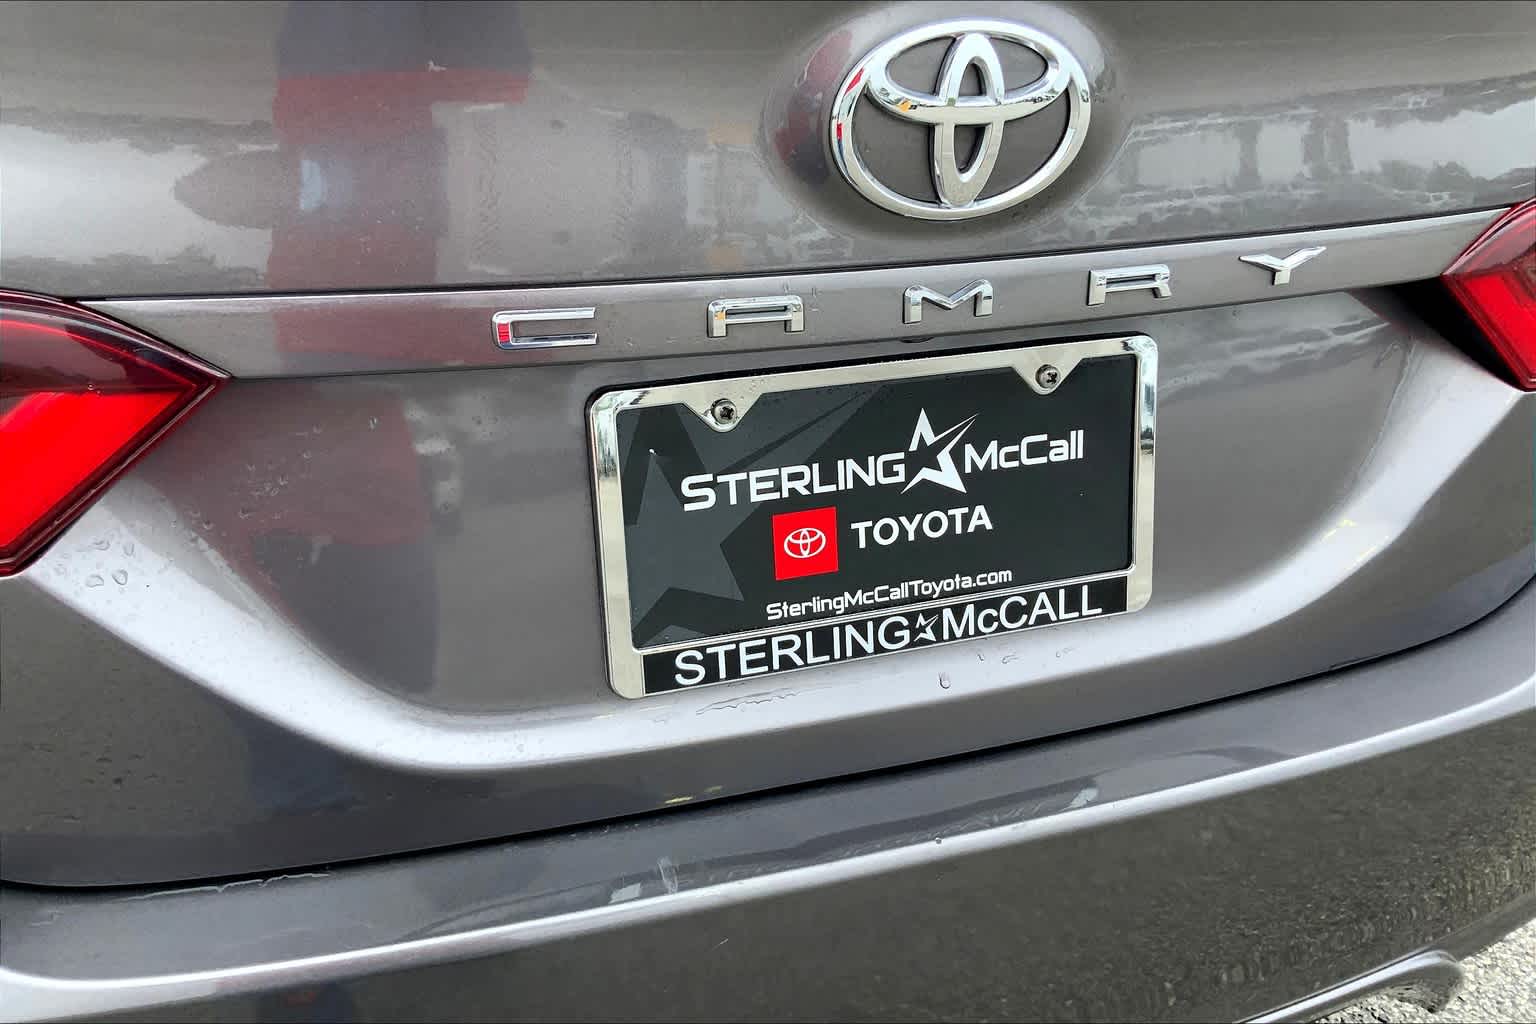 CAMRY
STERLING McCall
TOYOTA
SterlingMcCallToyota.com
STERLING McCALL